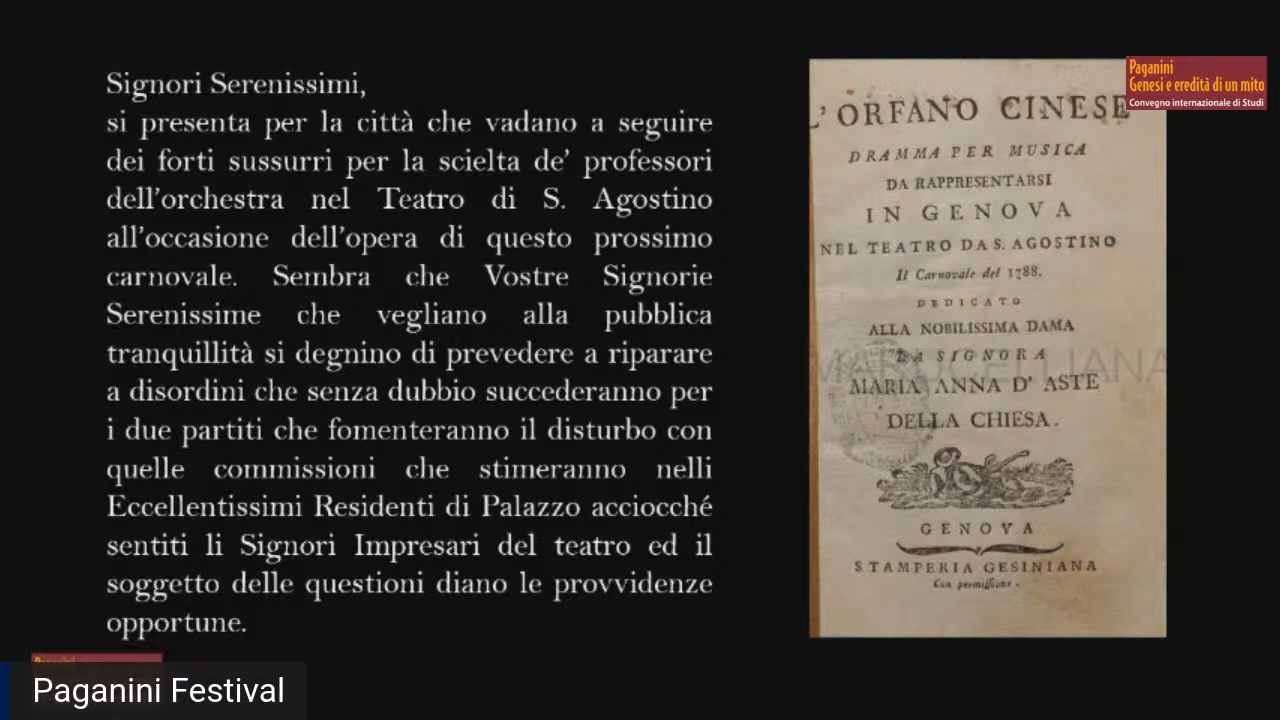 Signori Serenissimi,
si presenta per la città che vadano a seguire
dei forti sussurri per la scielta de' professori
dell'orchestra nel Teatro di S. Agostino
all'occasione dell'opera di questo prossimo
carnovale. Sembra che Vostre Signorie
Serenissime che vegliano alla pubblica
tranquillità si degnino di prevedere a riparare
a disordini che senza dubbio succederanno per
i due partiti che fomenteranno il disturbo con
quelle commissioni che stimeranno nelli
Eccellentissimi Residenti di Palazzo acciocché
sentiti li Signori Impresari del teatro ed il
soggetto delle questioni diano le provvidenze
opportune.
L'ORFANO CINESE
DRAMMA PER MUSICA
DA RAPPRESENTARSI
IN GENOVA
NEL TEATRO DA S. AGOSTINO
Il Carnovale del 1788.
DEDICATO
ALLA NOBILISSIMA DAMA
LA SIGNORA
MARIA ANNA D' ASTE
DELLA CHIESA.
GENOVA
STAMPERIA GESINIANA
Con permissione.
MARUCELLIANA
Paganini
Genesi e eredità di un mito
Convegno internazionale di Studi
Paganini Festival